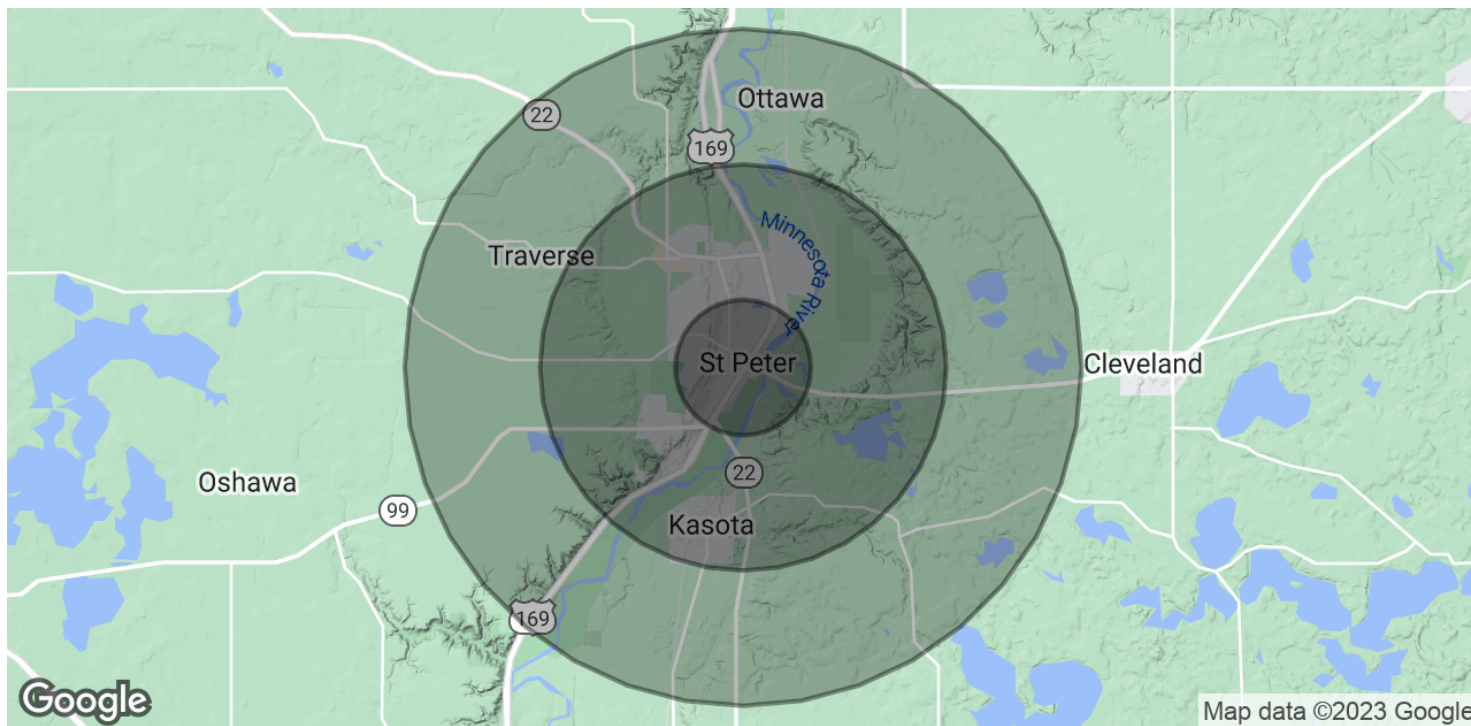 Ottawa
22
169
Minnesota River
Traverse
St Peter
Cleveland
22
Oshawa
99
Kasota
169
Google
Map data ©2023 Google